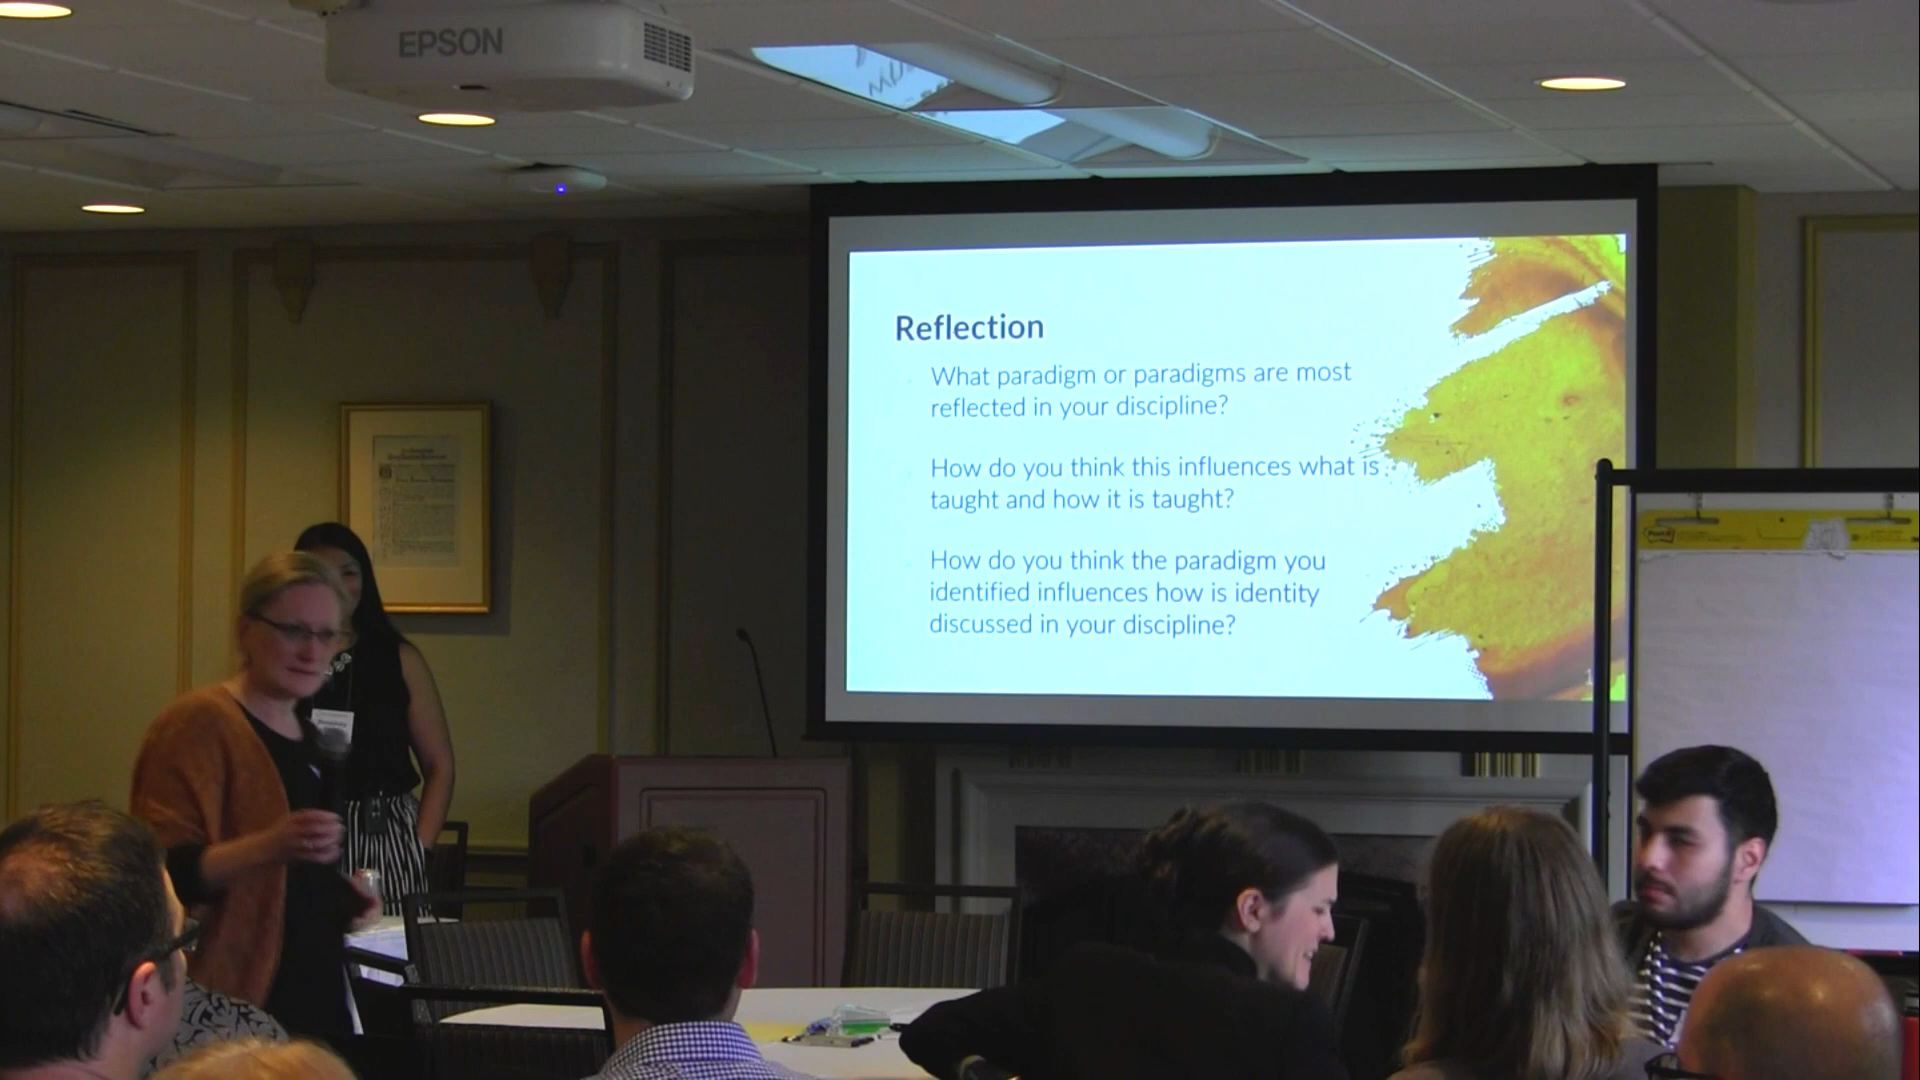 EPSON
Reflection
What paradigm or paradigms are most
reflected in your discipline?
How do you think this influences what is
taught and how it is taught?
How do you think the paradigm you
identified influences how is identity
discussed in your discipline?
Post-it